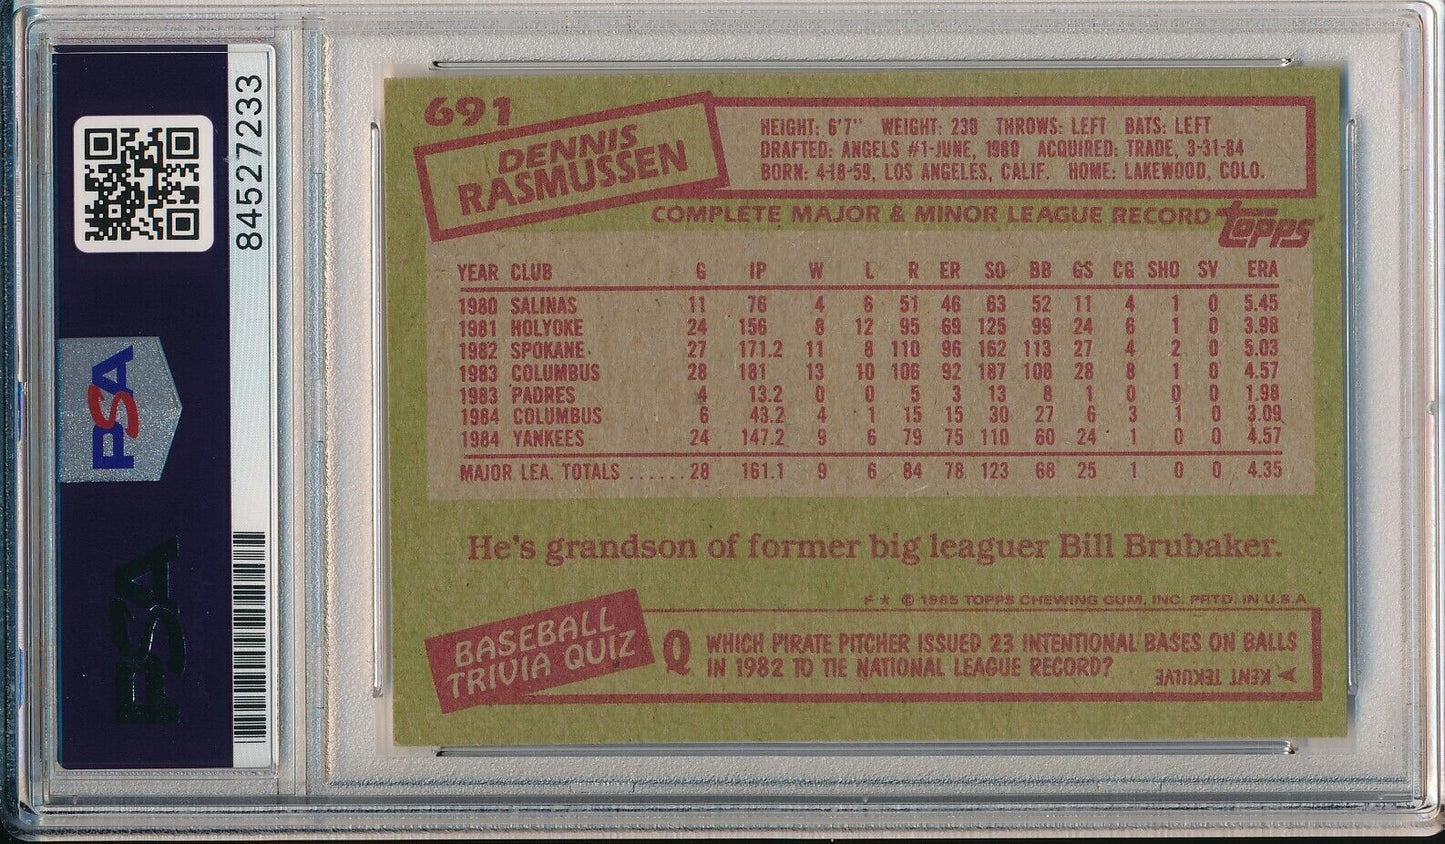 84527233
PSA
PSA
691
DENNIS
RASMUSSEN
HEIGHT: 6'7" WEIGHT: 230 THROWS: LEFT BATS: LEFT
DRAFTED: ANGELS #1-JUNE, 1980 ACQUIRED: TRADE, 3-31-84
BORN: 4-18-59, LOS ANGELES, CALIF. HOME: LAKEWOOD, COLO.
COMPLETE MAJOR & MINOR LEAGUE RECORD topps
YEAR CLUB G IP W L R ER SO BB GS CG SHO SV ERA
1980 SALINAS 11 76 4 6 51 46 63 52 11 4 1 0 5.45
1981 HOLYOKE 24 156 8 12 95 69 125 99 24 6 1 0 3.98
1982 SPOKANE 27 171.2 11 8 110 96 162 113 27 4 2 0 5.03
1983 COLUMBUS 28 181 13 10 106 92 187 108 28 8 1 0 4.57
1983 PADRES 4 13.2 0 0 5 3 13 8 1 0 0 0 1.98
1984 COLUMBUS 6 43.2 4 1 15 15 30 27 6 3 1 0 3.09
1984 YANKEES 24 147.2 9 6 79 75 110 60 24 1 0 0 4.57
MAJOR LEA. TOTALS ......28 161.1 9 6 84 78 123 68 25 1 0 0 4.35
He's grandson of former big leaguer Bill Brubaker.
F ★ © 1985 TOPPS CHEWING GUM, INC. PRTD. IN U.S.A
BASEBALL
TRIVIA QUIZ
Q WHICH PIRATE PITCHER ISSUED 23 INTENTIONAL BASES ON BALLS
IN 1982 TO TIE NATIONAL LEAGUE RECORD?
KENT TEKULVE